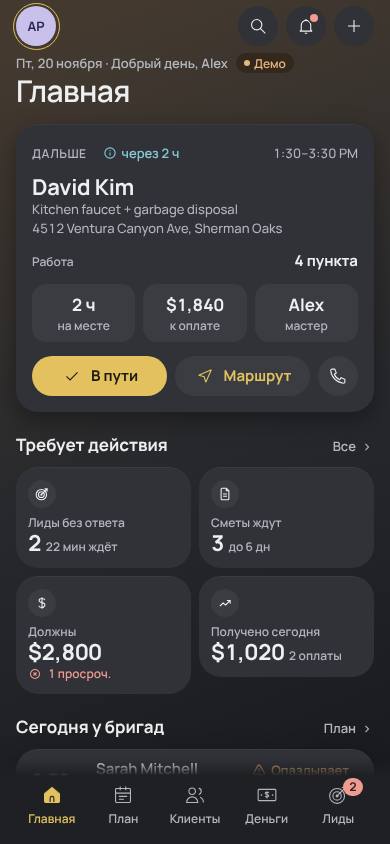 AP
Пт, 20 ноября · Добрый день, Alex Демо
Главная
ДАЛЬШЕ через 2 ч 1:30–3:30 PM
David Kim
Kitchen faucet + garbage disposal
4512 Ventura Canyon Ave, Sherman Oaks
Работа 4 пункта
2 ч $1,840 Alex
на месте к оплате мастер
В пути Маршрут
Требует действия Все
Лиды без ответа
2 22 мин ждёт
Сметы ждут
3 до 6 дн
Должны
$2,800
1 просроч.
Получено сегодня
$1,020 2 оплаты
Сегодня у бригад План
Sarah Mitchell Опаздывает
2
Главная План Клиенты Деньги Лиды